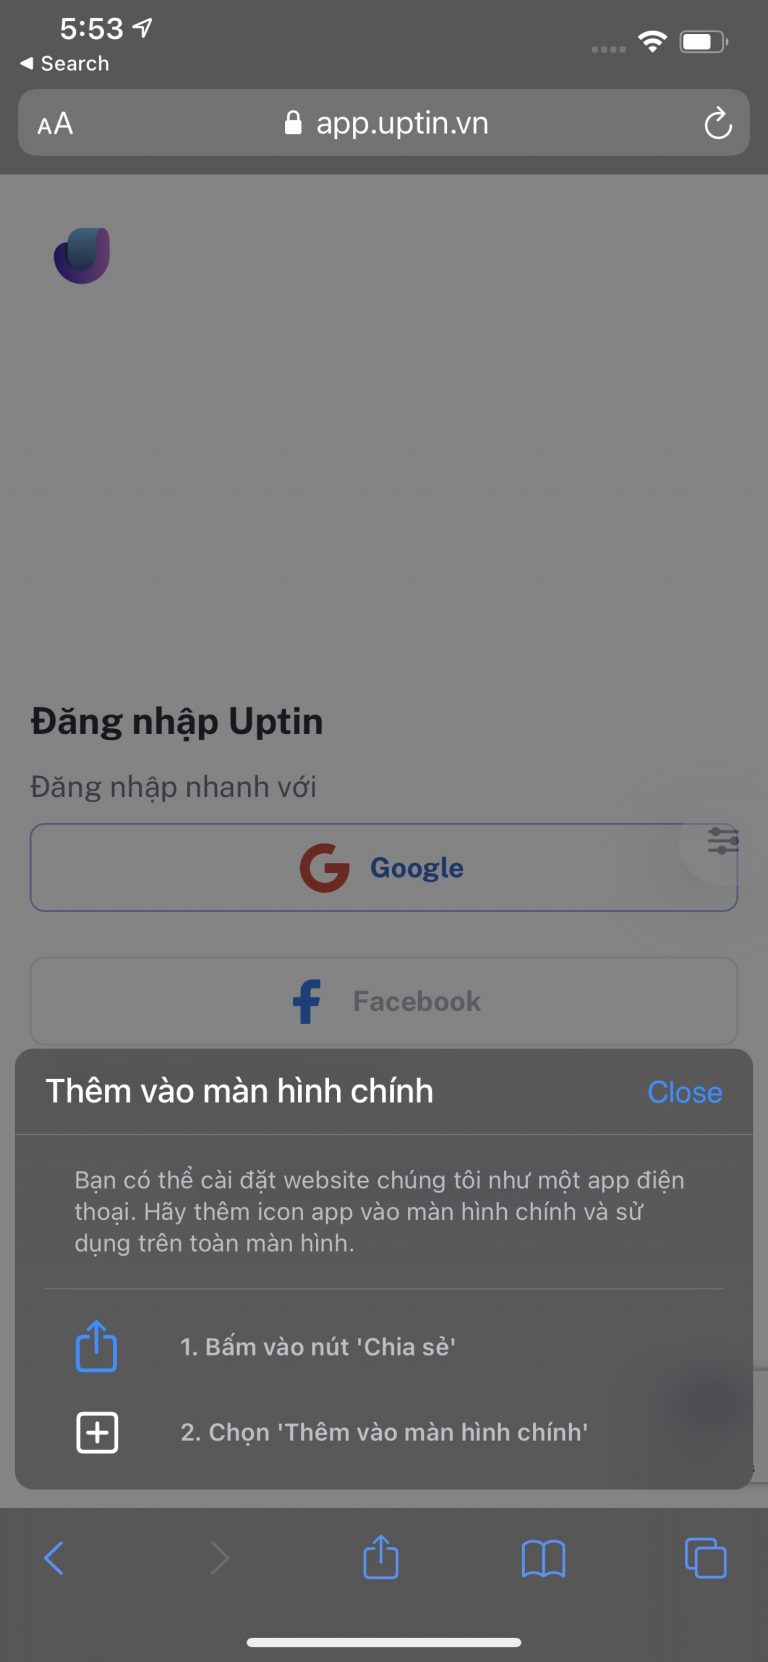 5:53
Search
AA
app.uptin.vn
Đăng nhập Uptin
Đăng nhập nhanh với
Google
Facebook
Thêm vào màn hình chính
Close
Bạn có thể cài đặt website chúng tôi như một app điện
thoại. Hãy thêm icon app vào màn hình chính và sử
dụng trên toàn màn hình.
1. Bấm vào nút 'Chia sẻ'
2. Chọn 'Thêm vào màn hình chính'